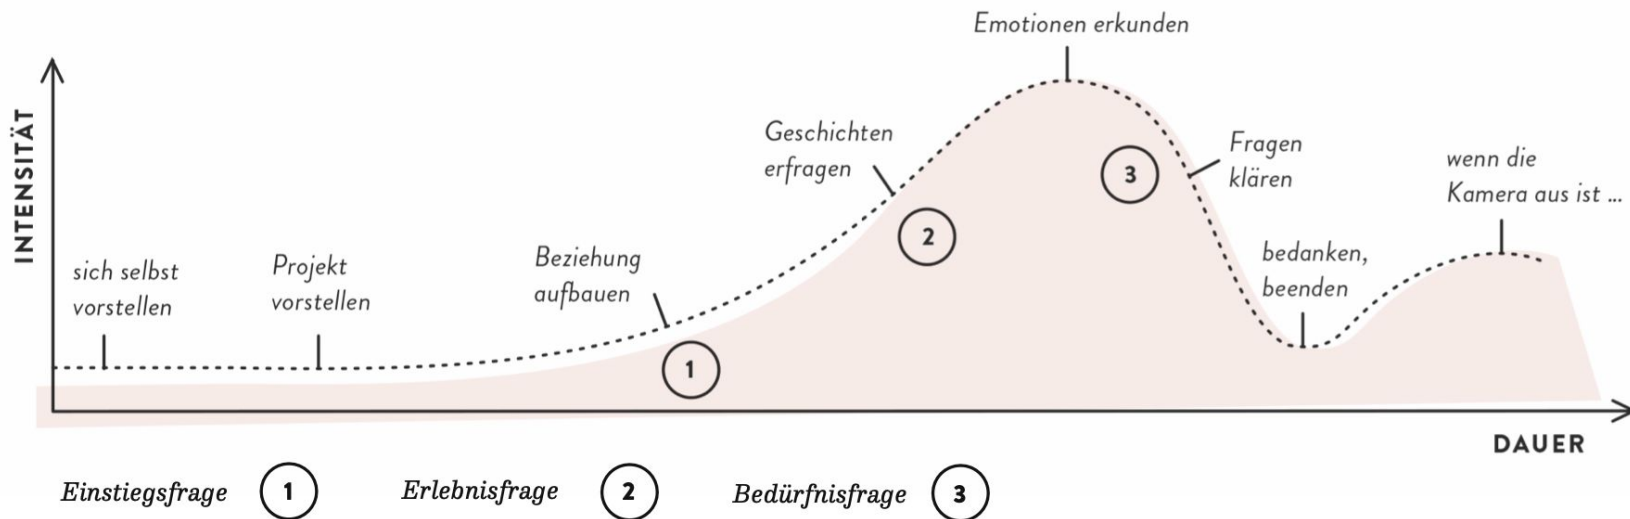 Emotionen erkunden
INTENSITÄT
Geschichten
erfragen
Fragen
klären
3
wenn die
Kamera aus ist ...
2
sich selbst
vorstellen
Projekt
vorstellen
Beziehung
aufbauen
bedanken,
beenden
1
DAUER
Einstiegsfrage 1
Erlebnisfrage 2
Bedürfnisfrage 3